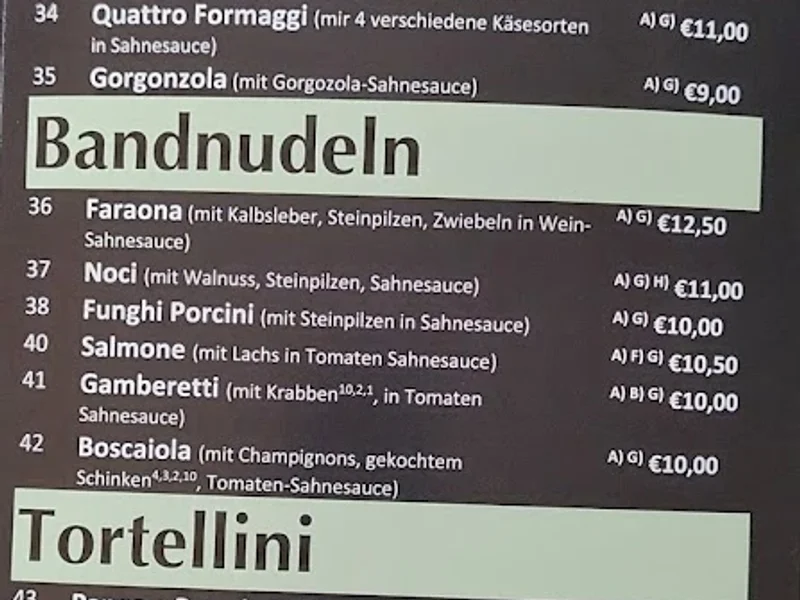 34 Quattro Formaggi (mir 4 verschiedene Käsesorten A) G) €11,00
in Sahnesauce)
35 Gorgonzola (mit Gorgozola-Sahnesauce) A) G) €9,00
Bandnudeln
36 Faraona (mit Kalbsleber, Steinpilzen, Zwiebeln in Wein- A) G) €12,50
Sahnesauce)
37 Noci (mit Walnuss, Steinpilzen, Sahnesauce) A) G) H) €11,00
38 Funghi Porcini (mit Steinpilzen in Sahnesauce) A) G) €10,00
40 Salmone (mit Lachs in Tomaten Sahnesauce) A) F) G) €10,50
41 Gamberetti (mit Krabben10,2,1, in Tomaten A) B) G) €10,00
Sahnesauce)
42 Boscaiola (mit Champignons, gekochtem A) G) €10,00
Schinken4,3,2,10, Tomaten-Sahnesauce)
Tortellini
43